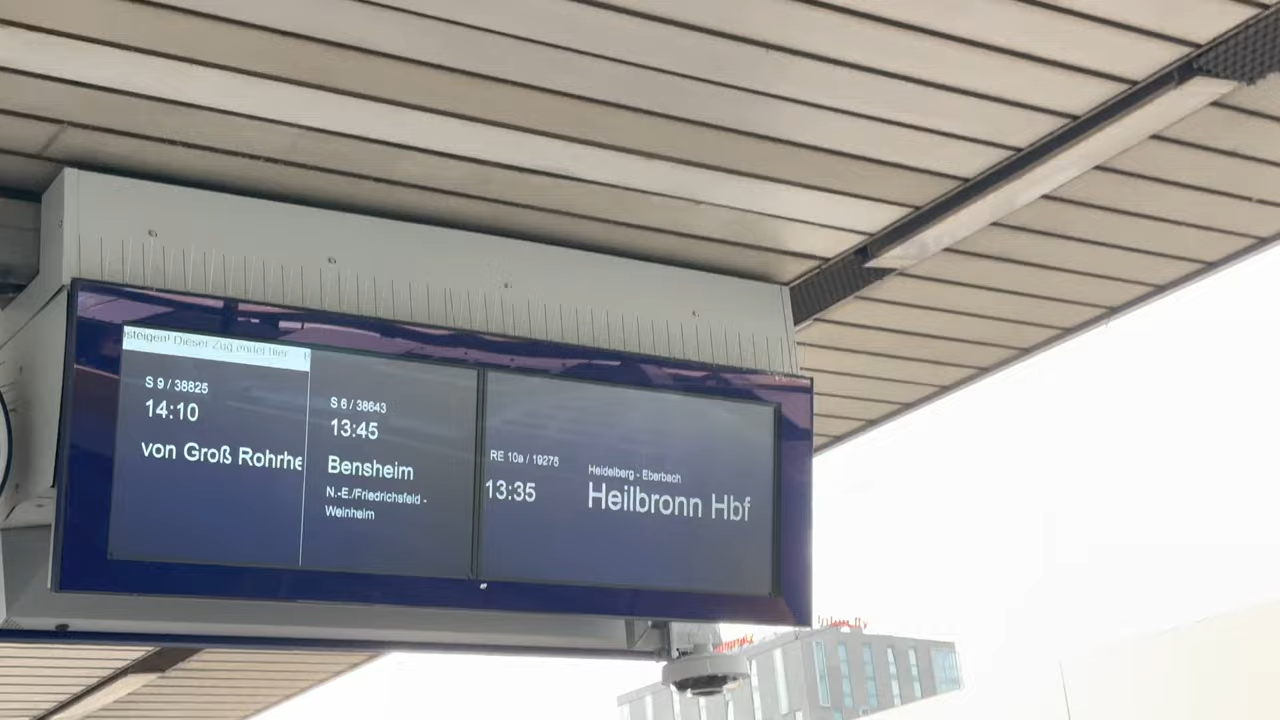 steigen! Dieser Zug endet hier
S 9 / 38825
14:10
von Groß Rohrhe
S 6 / 38643
13:45
Bensheim
N.-E./Friedrichsfeld -
Weinheim
RE 10a / 19275
13:35
Heidelberg - Eberbach
Heilbronn Hbf